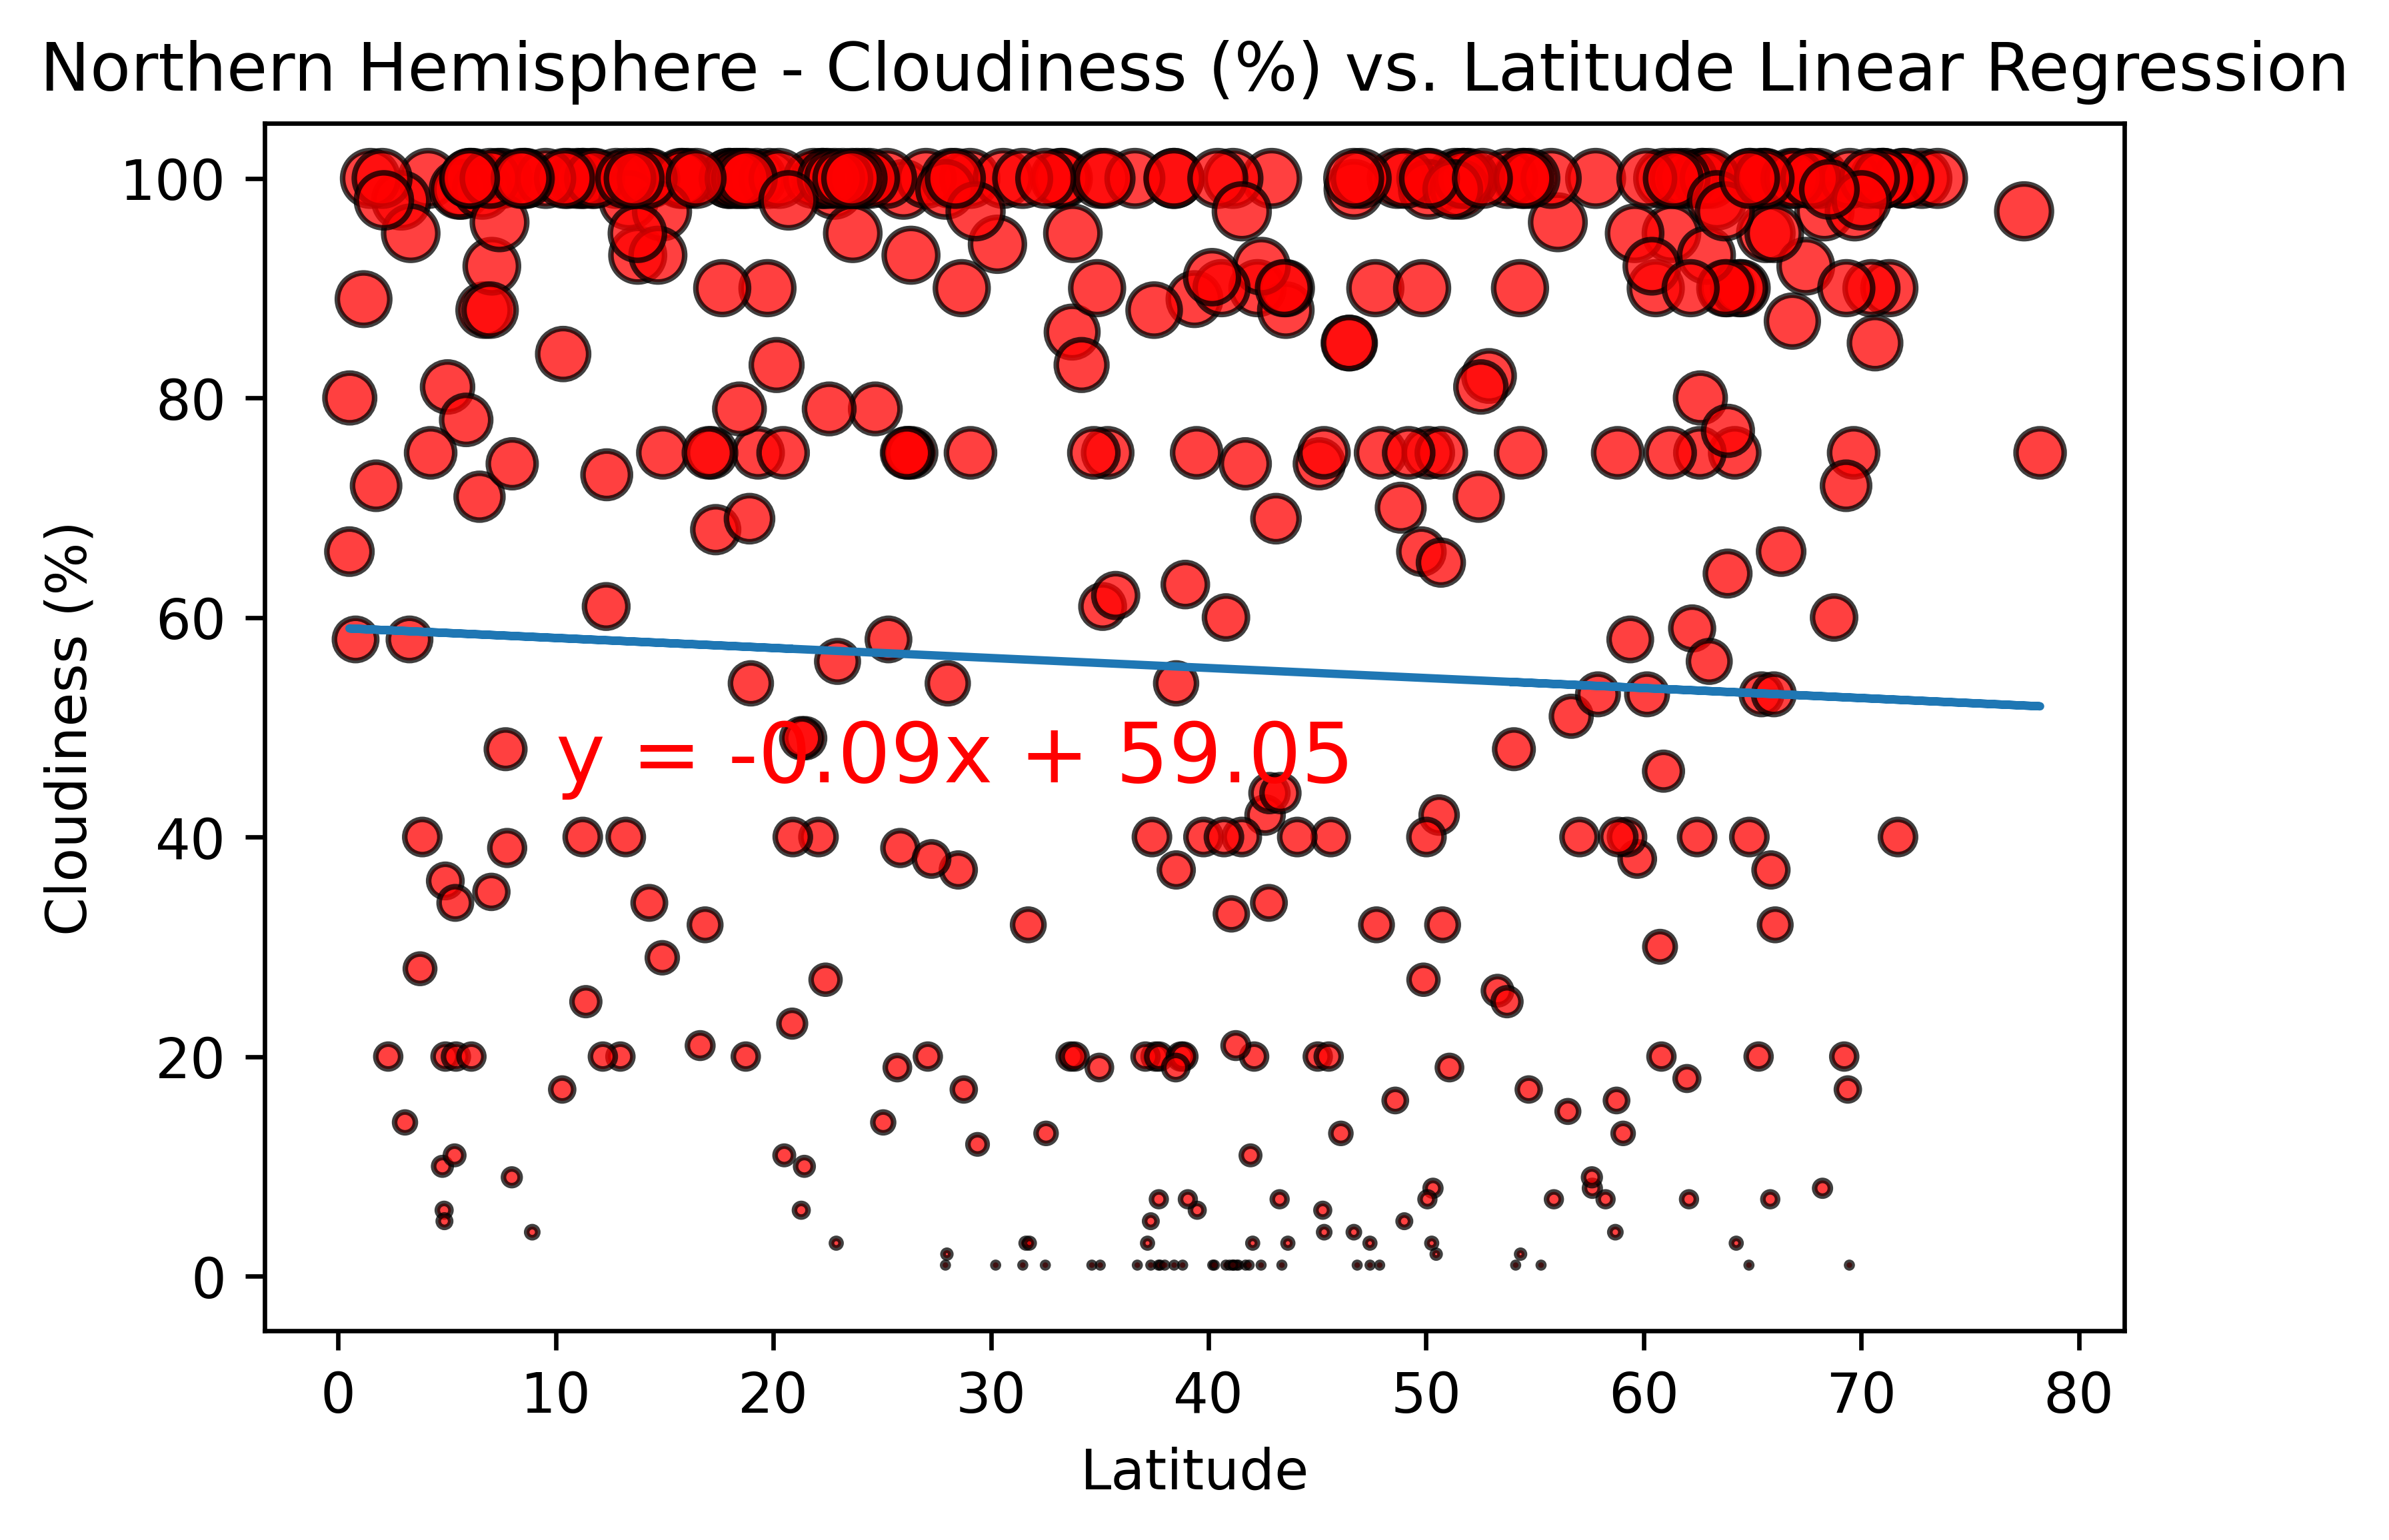 Northern Hemisphere - Cloudiness (%) vs. Latitude Linear Regression
100
80
60
40
20
0
Cloudiness (%)
y = -0.09x + 59.05
0 10 20 30 40 50 60 70 80
Latitude